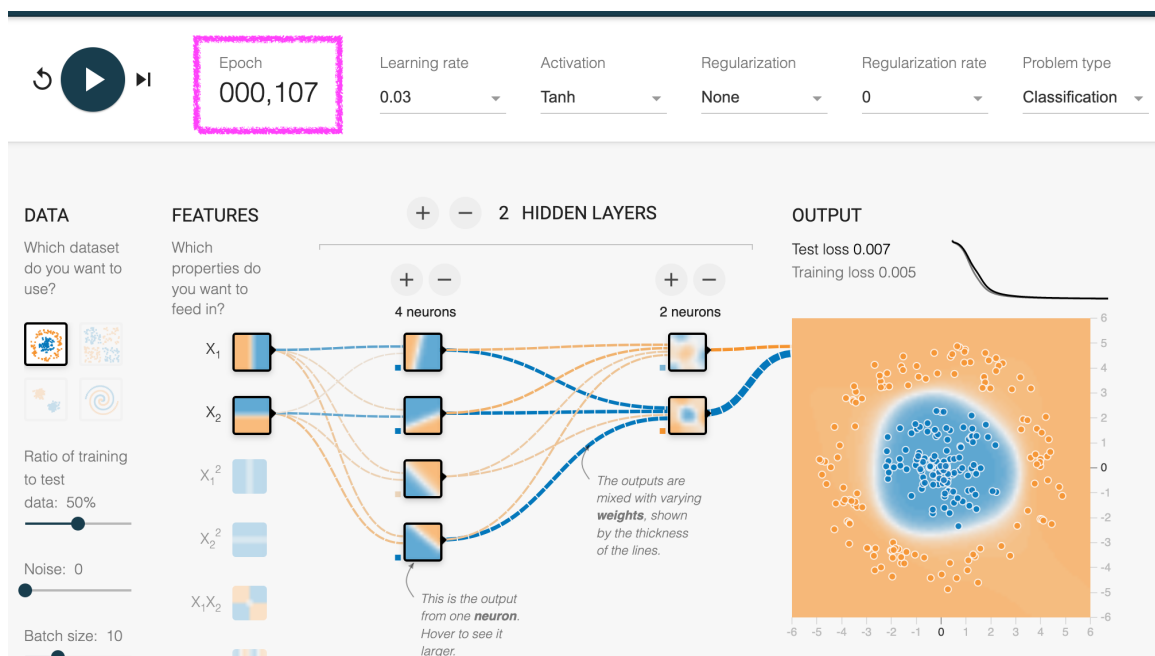 Epoch
000,107
Learning rate
0.03
Activation
Tanh
Regularization
None
Regularization rate
0
Problem type
Classification
DATA
Which dataset
do you want to
use?
Ratio of training
to test
data: 50%
Noise: 0
Batch size: 10
FEATURES
Which
properties do
you want to
feed in?
X₁
X₂
X₁²
X₂²
X₁X₂
+ − 2 HIDDEN LAYERS
+ −
4 neurons
+ −
2 neurons
The outputs are
mixed with varying
weights, shown
by the thickness
of the lines.
This is the output
from one neuron.
Hover to see it
larger.
OUTPUT
Test loss 0.007
Training loss 0.005
6
5
4
3
2
1
0
-1
-2
-3
-4
-5
-6
-6 -5 -4 -3 -2 -1 0 1 2 3 4 5 6